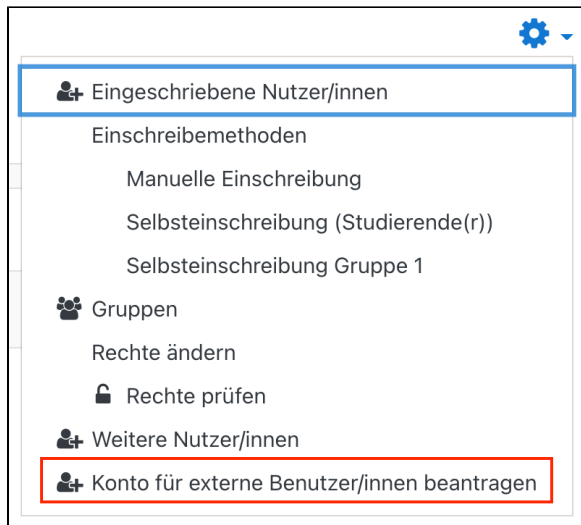 Eingeschriebene Nutzer/innen
Einschreibemethoden
Manuelle Einschreibung
Selbsteinschreibung (Studierende(r))
Selbsteinschreibung Gruppe 1
Gruppen
Rechte ändern
Rechte prüfen
Weitere Nutzer/innen
Konto für externe Benutzer/innen beantragen